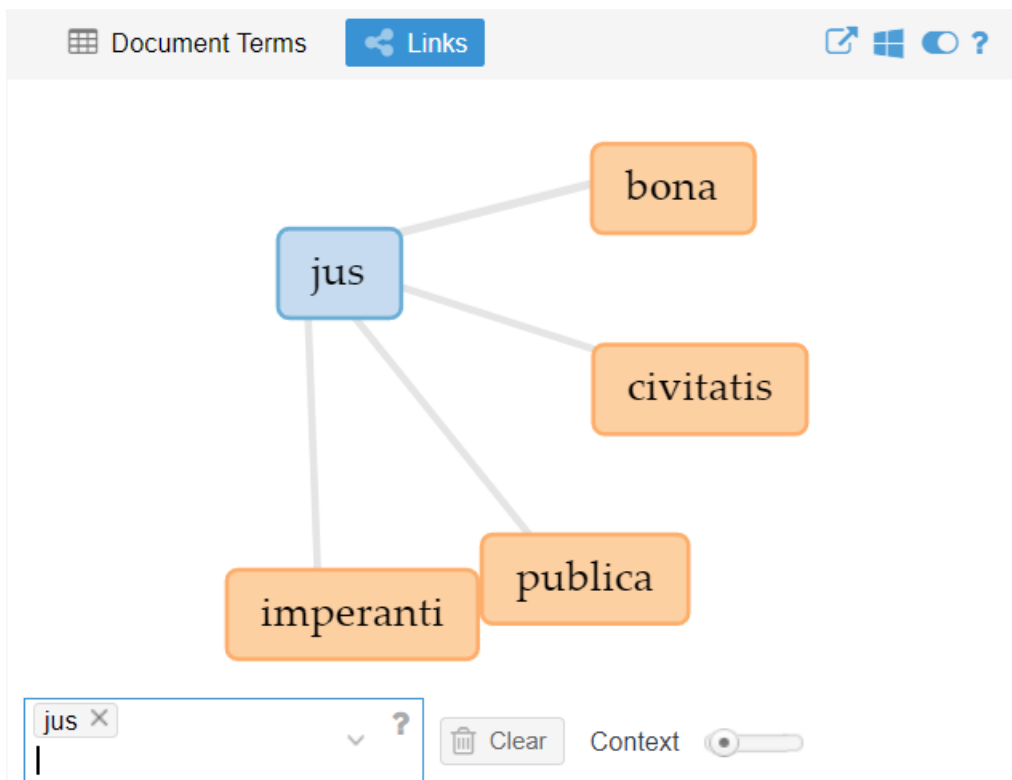 Document Terms Links ?
bona
jus
civitatis
publica
imperanti
jus ?
Clear Context